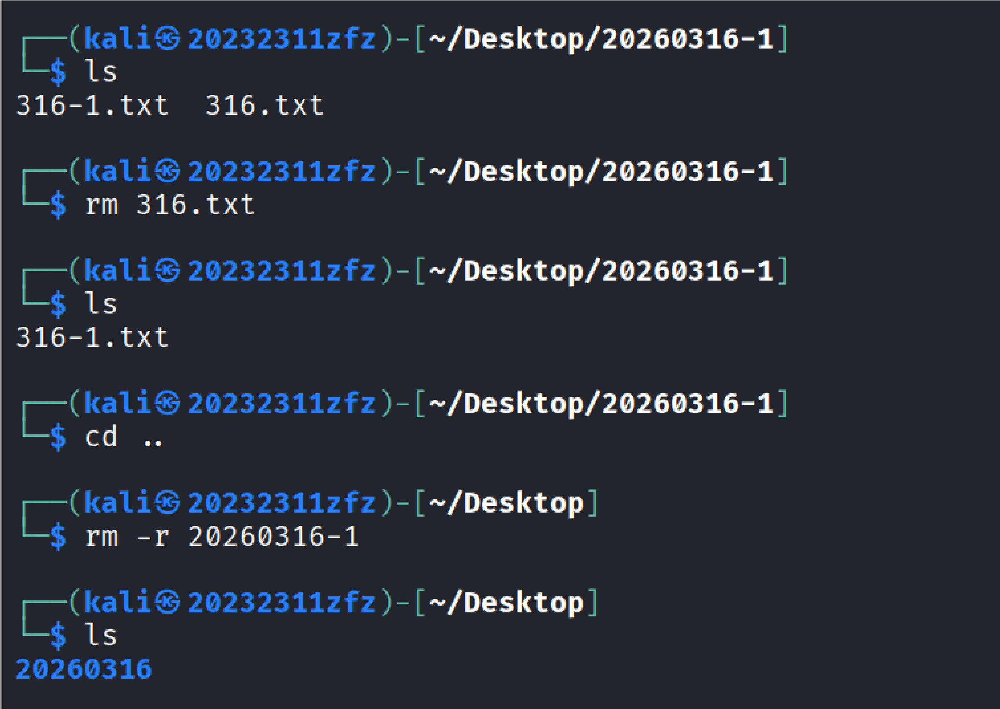 ┌──(kali㉿20232311zfz)-[~/Desktop/20260316-1]
└─$ ls
316-1.txt  316.txt
┌──(kali㉿20232311zfz)-[~/Desktop/20260316-1]
└─$ rm 316.txt
┌──(kali㉿20232311zfz)-[~/Desktop/20260316-1]
└─$ ls
316-1.txt
┌──(kali㉿20232311zfz)-[~/Desktop/20260316-1]
└─$ cd ..
┌──(kali㉿20232311zfz)-[~/Desktop]
└─$ rm -r 20260316-1
┌──(kali㉿20232311zfz)-[~/Desktop]
└─$ ls
20260316